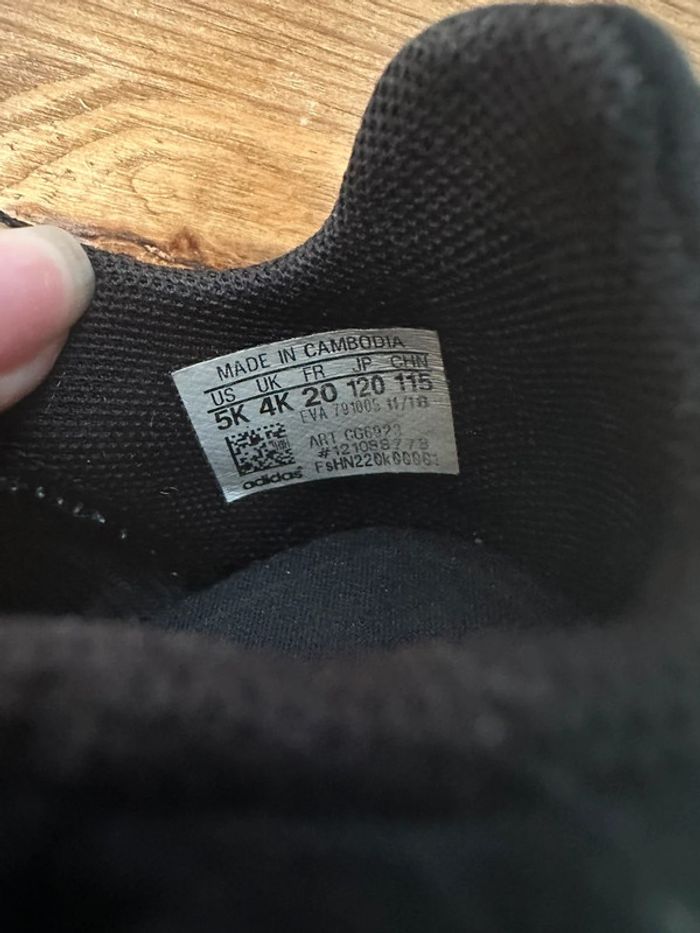 MADE IN CAMBODIA
US UK FR JP CHN
5K 4K 20 120 115
EVA 791005 11/18
ART CG6923
#121088778
adidas